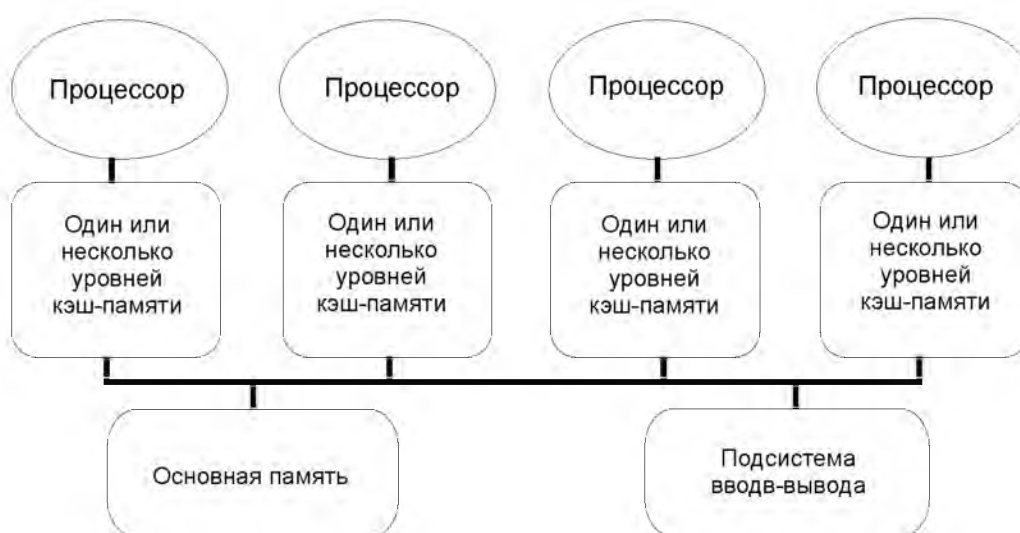 Процессор
Процессор
Процессор
Процессор
Один или
несколько
уровней
кэш-памяти
Один или
несколько
уровней
кэш-памяти
Один или
несколько
уровней
кэш-памяти
Один или
несколько
уровней
кэш-памяти
Основная память
Подсистема
вводв-вывода